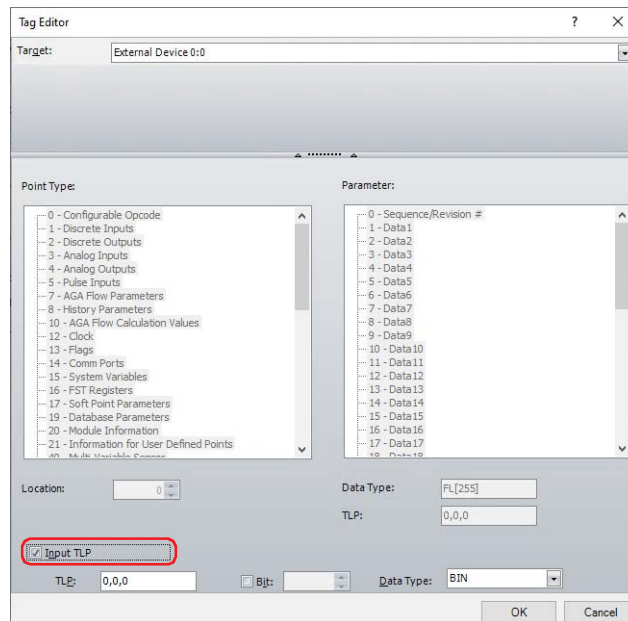 Tag Editor ? X
Target: External Device 0:0
Point Type:
0 - Configurable Opcode
1 - Discrete Inputs
2 - Discrete Outputs
3 - Analog Inputs
4 - Analog Outputs
5 - Pulse Inputs
7 - AGA Flow Parameters
8 - History Parameters
10 - AGA Flow Calculation Values
12 - Clock
13 - Flags
14 - Comm Ports
15 - System Variables
16 - FST Registers
17 - Soft Point Parameters
19 - Database Parameters
20 - Module Information
21 - Information for User Defined Points
40 - Multi Variable Sensor
Parameter:
0 - Sequence/Revision #
1 - Data1
2 - Data2
3 - Data3
4 - Data4
5 - Data5
6 - Data6
7 - Data7
8 - Data8
9 - Data9
10 - Data10
11 - Data11
12 - Data12
13 - Data13
14 - Data14
15 - Data15
16 - Data16
17 - Data17
18 - Data18
Location: 0
Data Type: FL[255]
TLP: 0,0,0
Input TLP
TLP: 0,0,0 Bit: Data Type: BIN
OK Cancel